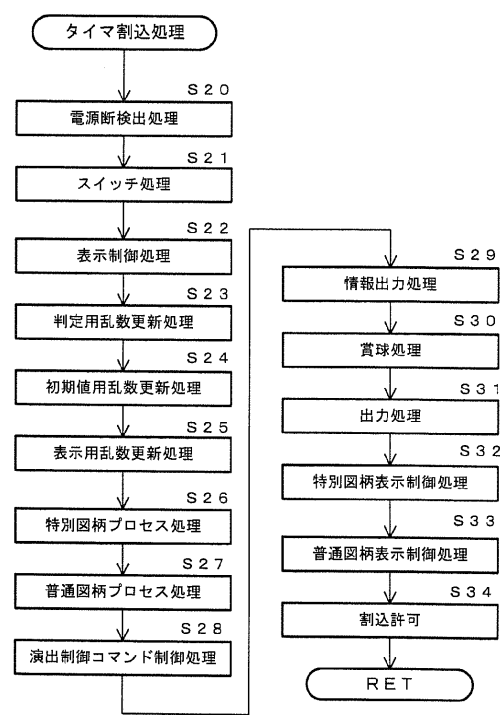 タイマ割込処理
S20
電源断検出処理
S21
スイッチ処理
S22
表示制御処理
S23
判定用乱数更新処理
S24
初期値用乱数更新処理
S25
表示用乱数更新処理
S26
特別図柄プロセス処理
S27
普通図柄プロセス処理
S28
演出制御コマンド制御処理
S29
情報出力処理
S30
賞球処理
S31
出力処理
S32
特別図柄表示制御処理
S33
普通図柄表示制御処理
S34
割込許可
RET